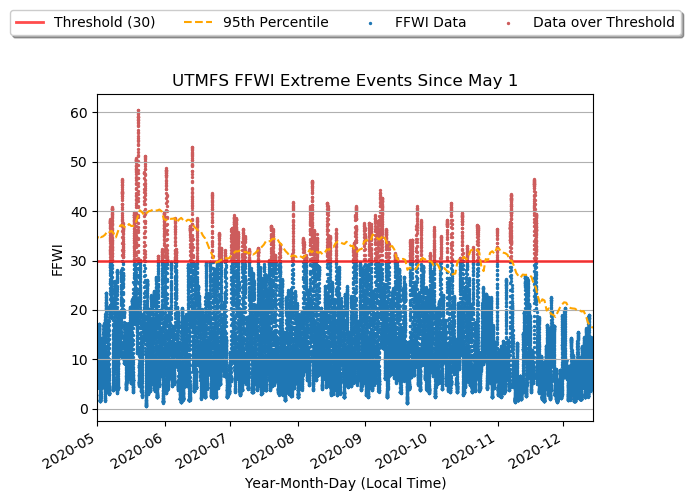 Threshold (30) 95th Percentile FFWI Data Data over Threshold
UTMFS FFWI Extreme Events Since May 1
60
50
40
30
20
10
0
FFWI
2020-05 2020-06 2020-07 2020-08 2020-09 2020-10 2020-11 2020-12
Year-Month-Day (Local Time)